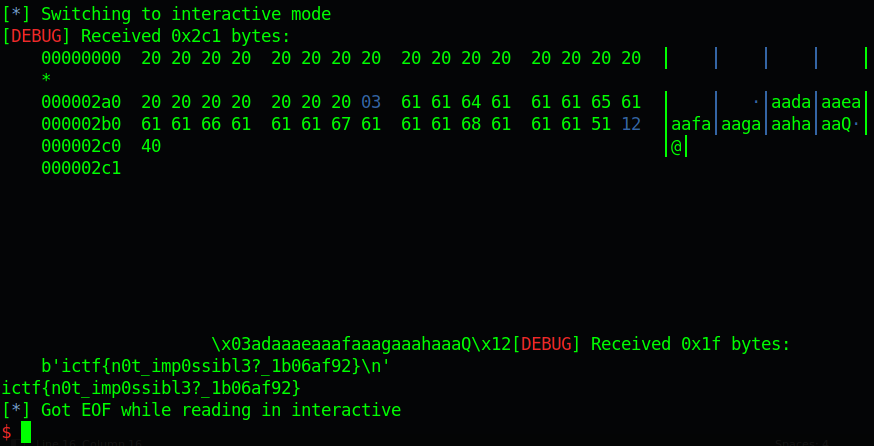 [*] Switching to interactive mode
[DEBUG] Received 0x2c1 bytes:
00000000  20 20 20 20  20 20 20 20  20 20 20 20  20 20 20 20  │    │    │    │    │
*
000002a0  20 20 20 20  20 20 20 03  61 61 64 61  61 61 65 61  │    │   ·│aada│aaea│
000002b0  61 61 66 61  61 61 67 61  61 61 68 61  61 61 51 12  │aafa│aaga│aaha│aaQ·│
000002c0  40                                                  │@│
000002c1
\x03adaaaeaaafaaagaaahaaaQ\x12[DEBUG] Received 0x1f bytes:
b'ictf{n0t_imp0ssibl3?_1b06af92}\n'
ictf{n0t_imp0ssibl3?_1b06af92}
[*] Got EOF while reading in interactive
$